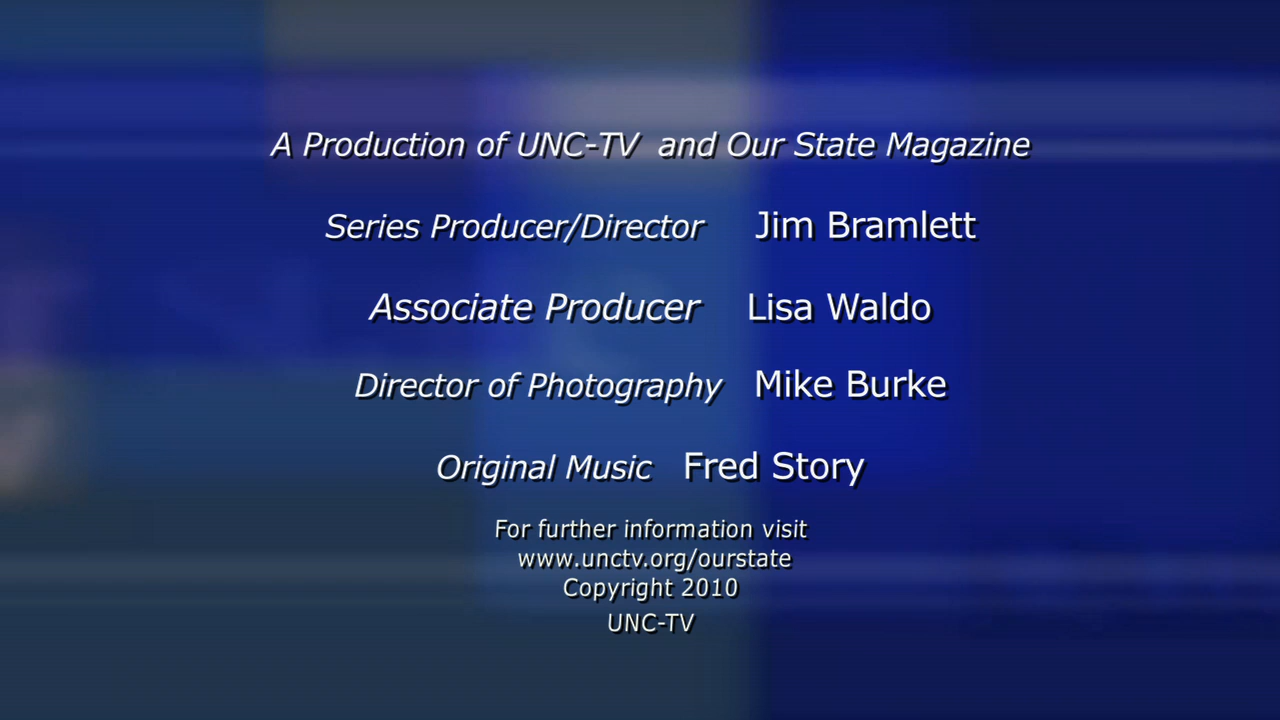 A Production of UNC-TV and Our State Magazine
Series Producer/Director Jim Bramlett
Associate Producer Lisa Waldo
Director of Photography Mike Burke
Original Music Fred Story
For further information visit
www.unctv.org/ourstate
Copyright 2010
UNC-TV